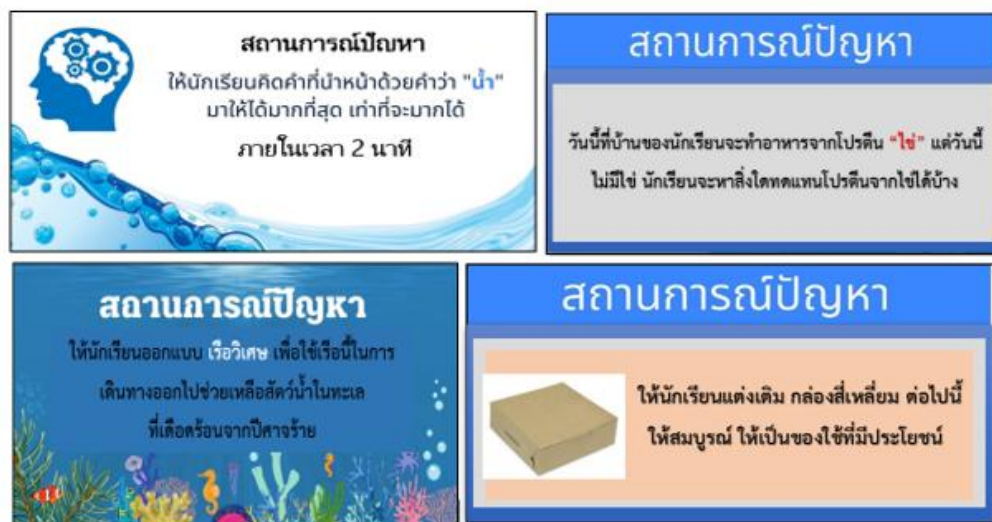 สถานการณ์ปัญหา
ให้นักเรียนคิดคำที่นำหน้าด้วยคำว่า "น้ำ"
มาให้ได้มากที่สุด เท่าที่จะมากได้
ภายในเวลา 2 นาที
สถานการณ์ปัญหา
วันนี้ที่บ้านของนักเรียนจะทำอาหารจากโปรตีน "ไข่" แต่วันนี้
ไม่มีไข่ นักเรียนจะหาสิ่งใดทดแทนโปรตีนจากไข่ได้บ้าง
สถานการณ์ปัญหา
ให้นักเรียนออกแบบ เรือวิเศษ เพื่อใช้เรือนี้ในการ
เดินทางออกไปช่วยเหลือสัตว์น้ำในทะเล
ที่เดือดร้อนจากปีศาจร้าย
สถานการณ์ปัญหา
ให้นักเรียนแต่งเติม กล่องสี่เหลี่ยม ต่อไปนี้
ให้สมบูรณ์ ให้เป็นของใช้ที่มีประโยชน์